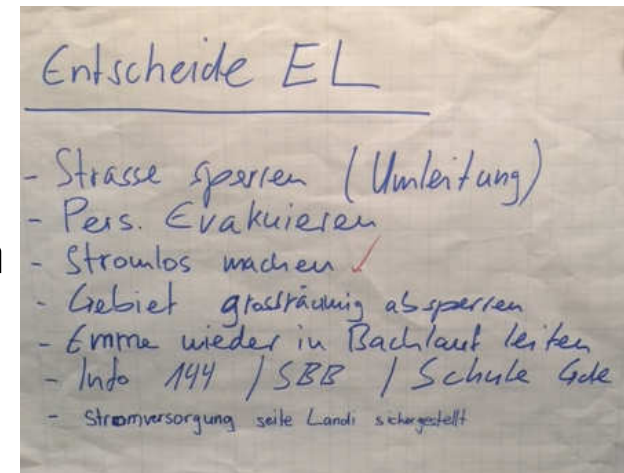 Entscheide EL
- Strasse sperren (Umleitung)
- Pers. Evakuieren
- Stromlos machen ✓
- Gebiet grossräumig absperren
- Emme wieder in Bachlauf leiten
- Info 144 / SBB / Schule Gde
- Stromversorgung seite Landi sichergestellt